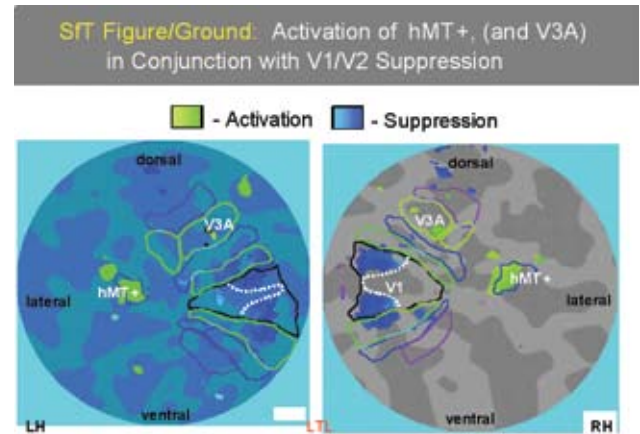 SfT Figure/Ground: Activation of hMT+, (and V3A)
in Conjunction with V1/V2 Suppression
- Activation - Suppression
dorsal dorsal
V3A V3A
hMT+ hMT+
lateral V1 lateral
ventral ventral
LH LTL RH